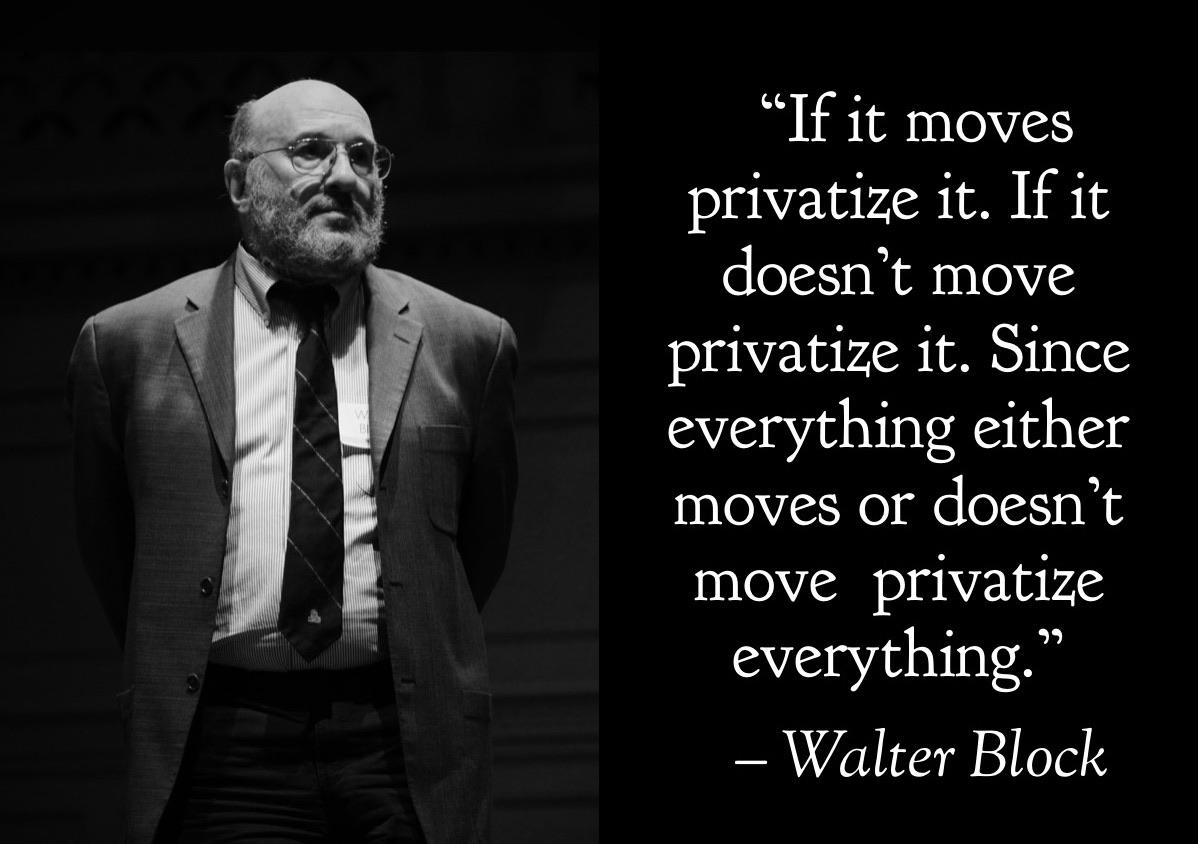 “If it moves
privatize it. If it
doesn’t move
privatize it. Since
everything either
moves or doesn’t
move  privatize
everything.”
– Walter Block